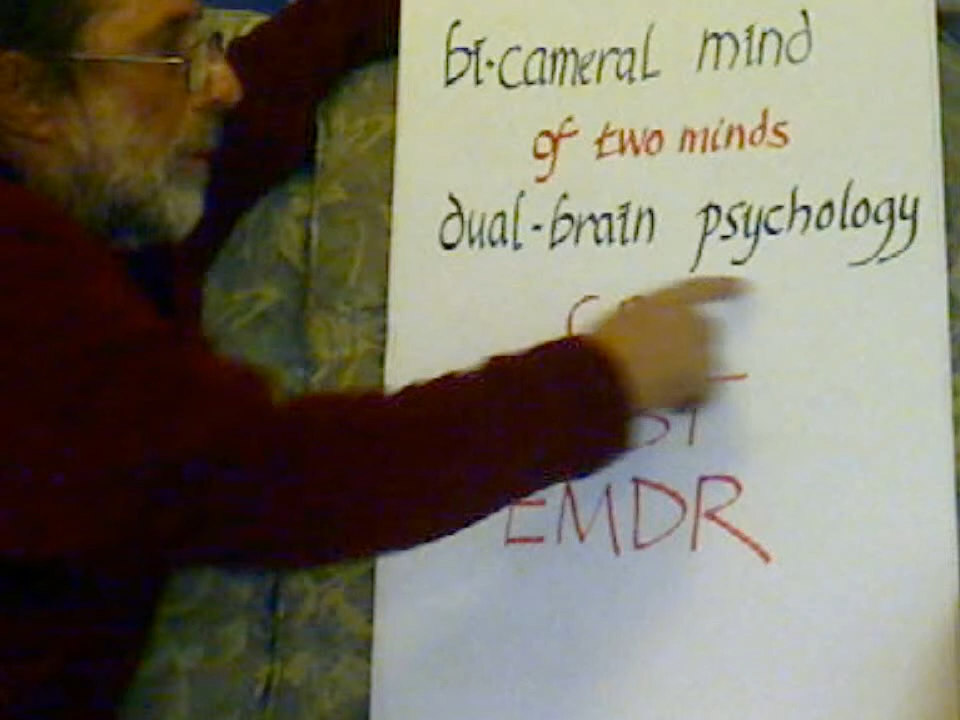 bi-cameral mind
of two minds
dual-brain psychology
EMDR